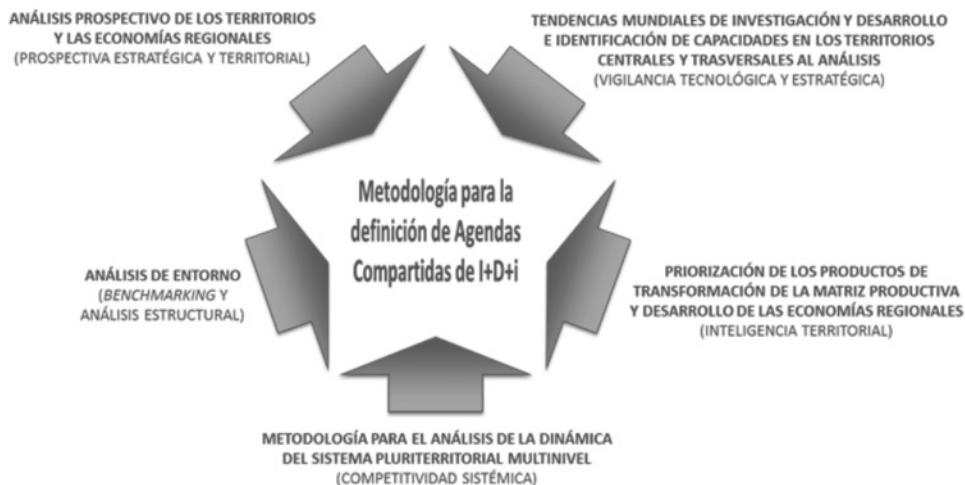 ANÁLISIS PROSPECTIVO DE LOS TERRITORIOS
Y LAS ECONOMÍAS REGIONALES
(PROSPECTIVA ESTRATÉGICA Y TERRITORIAL)
TENDENCIAS MUNDIALES DE INVESTIGACIÓN Y DESARROLLO
E IDENTIFICACIÓN DE CAPACIDADES EN LOS TERRITORIOS
CENTRALES Y TRASVERSALES AL ANÁLISIS
(VIGILANCIA TECNOLÓGICA Y ESTRATÉGICA)
Metodología para la
definición de Agendas
Compartidas de I+D+i
ANÁLISIS DE ENTORNO
(BENCHMARKING Y
ANÁLISIS ESTRUCTURAL)
PRIORIZACIÓN DE LOS PRODUCTOS DE
TRANSFORMACIÓN DE LA MATRIZ PRODUCTIVA
Y DESARROLLO DE LAS ECONOMÍAS REGIONALES
(INTELIGENCIA TERRITORIAL)
METODOLOGÍA PARA EL ANÁLISIS DE LA DINÁMICA
DEL SISTEMA PLURITERRITORIAL MULTINIVEL
(COMPETITIVIDAD SISTÉMICA)